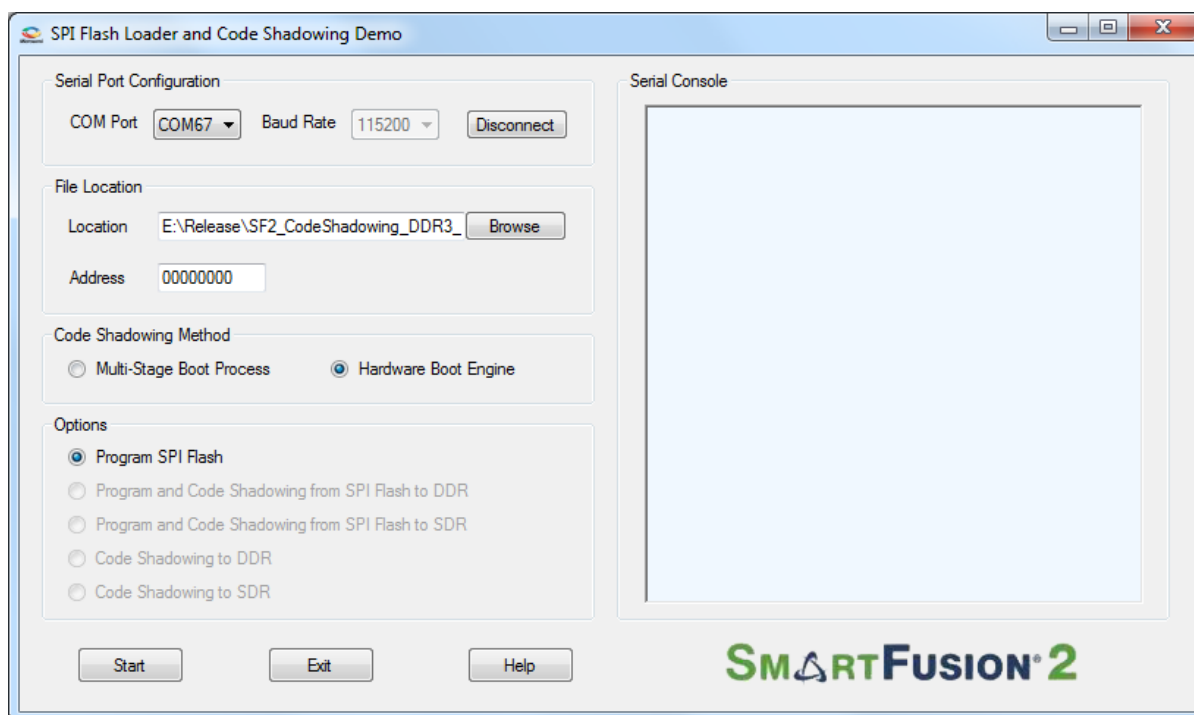 SPI Flash Loader and Code Shadowing Demo
Serial Port Configuration
COM Port COM67 Baud Rate 115200 Disconnect
File Location
Location E:\Release\SF2_CodeShadowing_DDR3_ Browse
Address 00000000
Code Shadowing Method
Multi-Stage Boot Process Hardware Boot Engine
Options
Program SPI Flash
Program and Code Shadowing from SPI Flash to DDR
Program and Code Shadowing from SPI Flash to SDR
Code Shadowing to DDR
Code Shadowing to SDR
Start Exit Help
Serial Console
SMARTFUSION®2